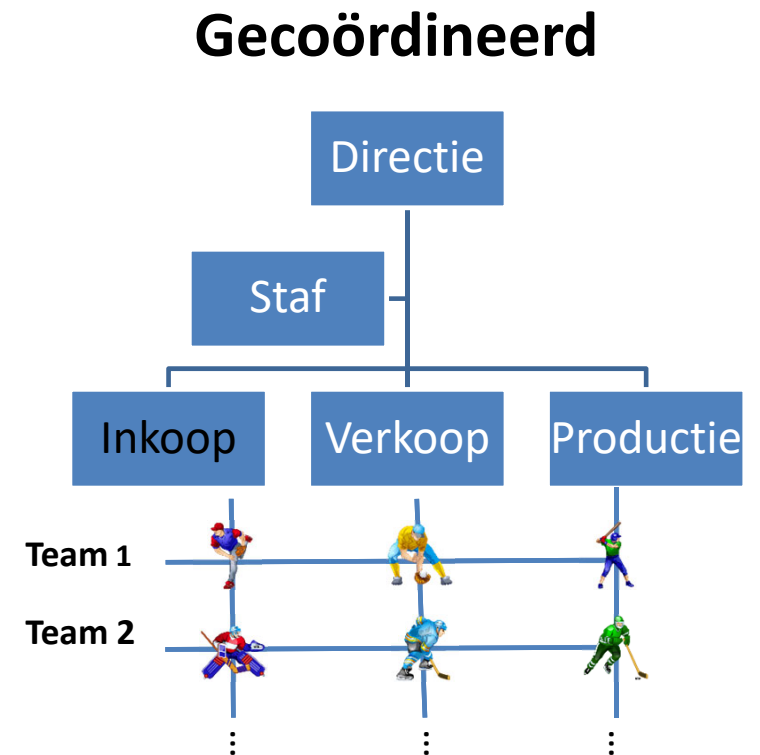 Gecoördineerd
Directie
Staf
Inkoop Verkoop Productie
Team 1
Team 2
⋮ ⋮ ⋮